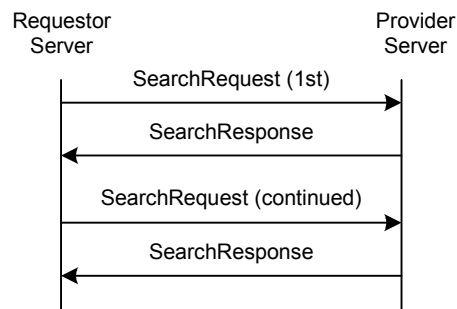 Requestor
Server
Provider
Server
SearchRequest (1st)
SearchResponse
SearchRequest (continued)
SearchResponse